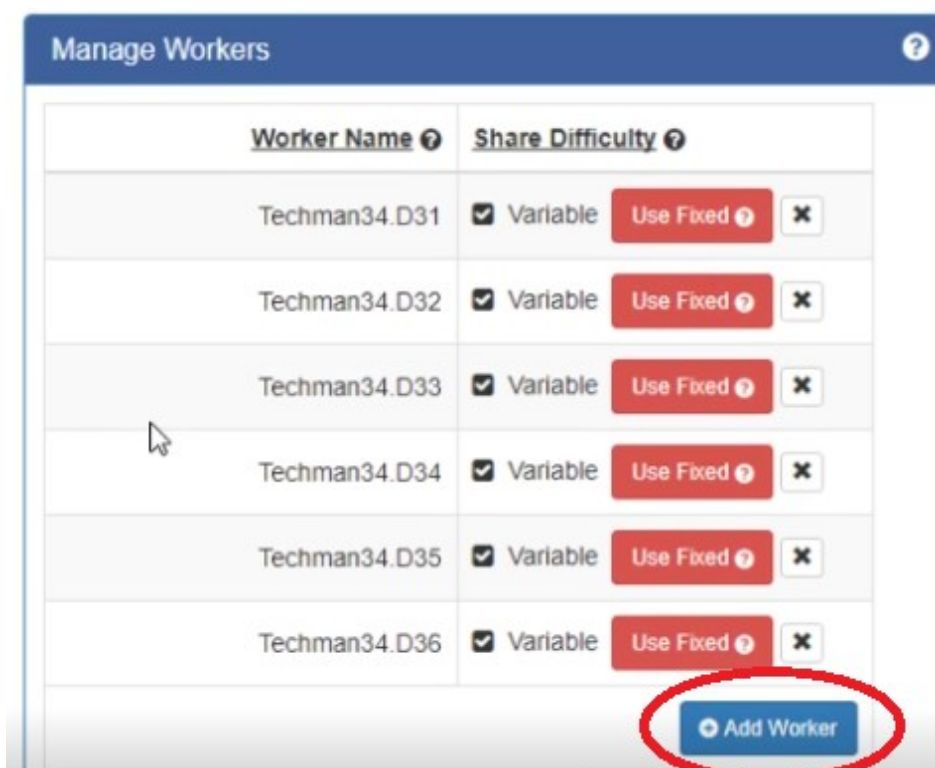 Manage Workers
Worker Name Share Difficulty
Techman34.D31 Variable Use Fixed
Techman34.D32 Variable Use Fixed
Techman34.D33 Variable Use Fixed
Techman34.D34 Variable Use Fixed
Techman34.D35 Variable Use Fixed
Techman34.D36 Variable Use Fixed
Add Worker